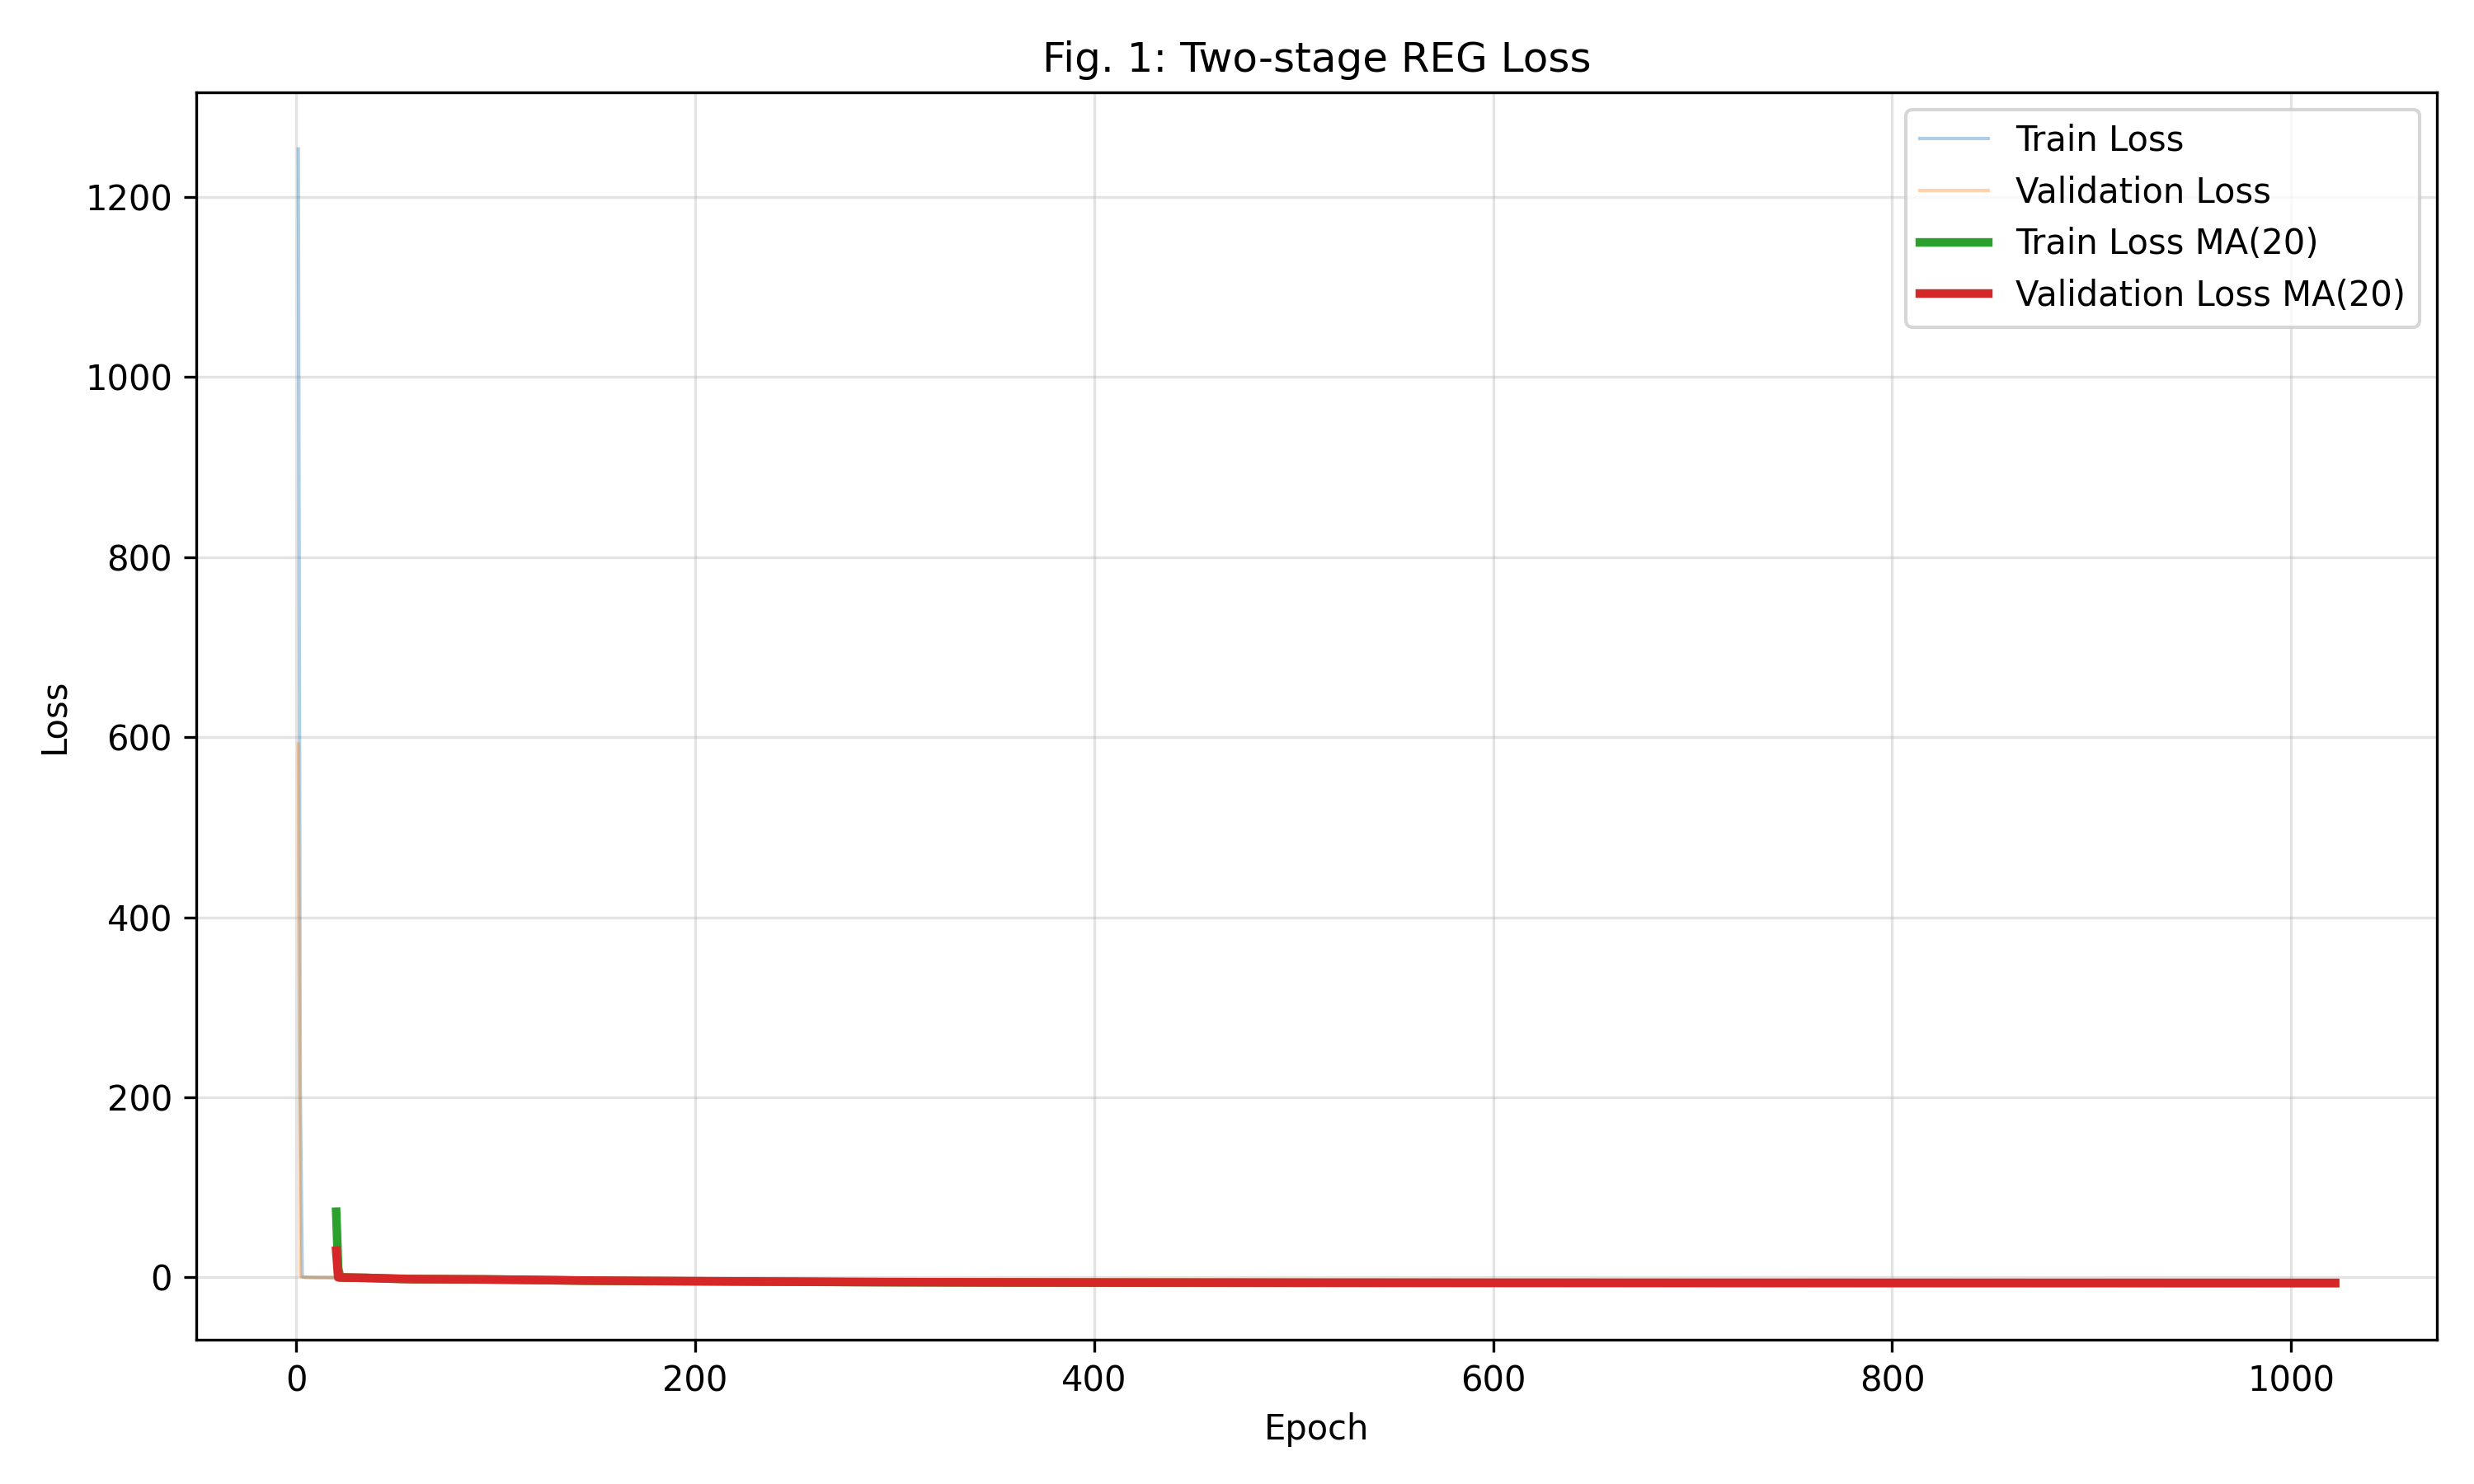 Fig. 1: Two-stage REG Loss
Train Loss
Validation Loss
Train Loss MA(20)
Validation Loss MA(20)
1200
1000
800
600
400
200
0
Loss
0 200 400 600 800 1000
Epoch